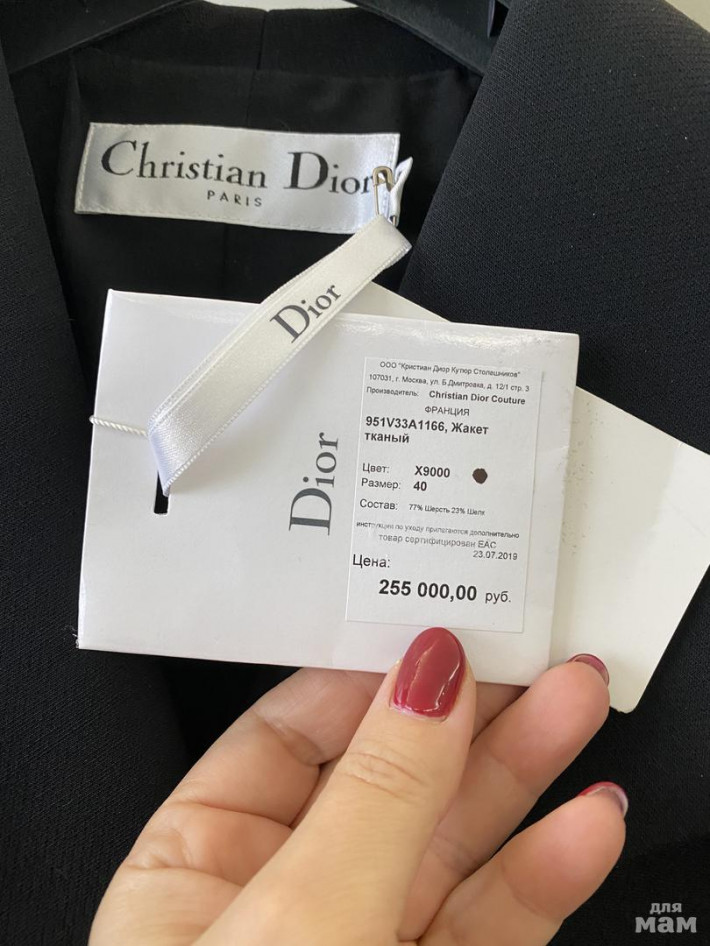 Christian Dior
PARIS
Dior
Dior
ООО "Кристиан Диор Кутюр Столешников"
107031, г. Москва, ул. Б.Дмитровка, д. 12/1 стр. 3
Производитель: Christian Dior Couture
ФРАНЦИЯ
951V33A1166, Жакет
тканый
Цвет: X9000
Размер: 40
Состав: 77% Шерсть 23% Шелк
инструкции по уходу прилагаются дополнительно
товар сертифицирован ЕАС
23.07.2019
Цена:
255 000,00 руб.
для
мам